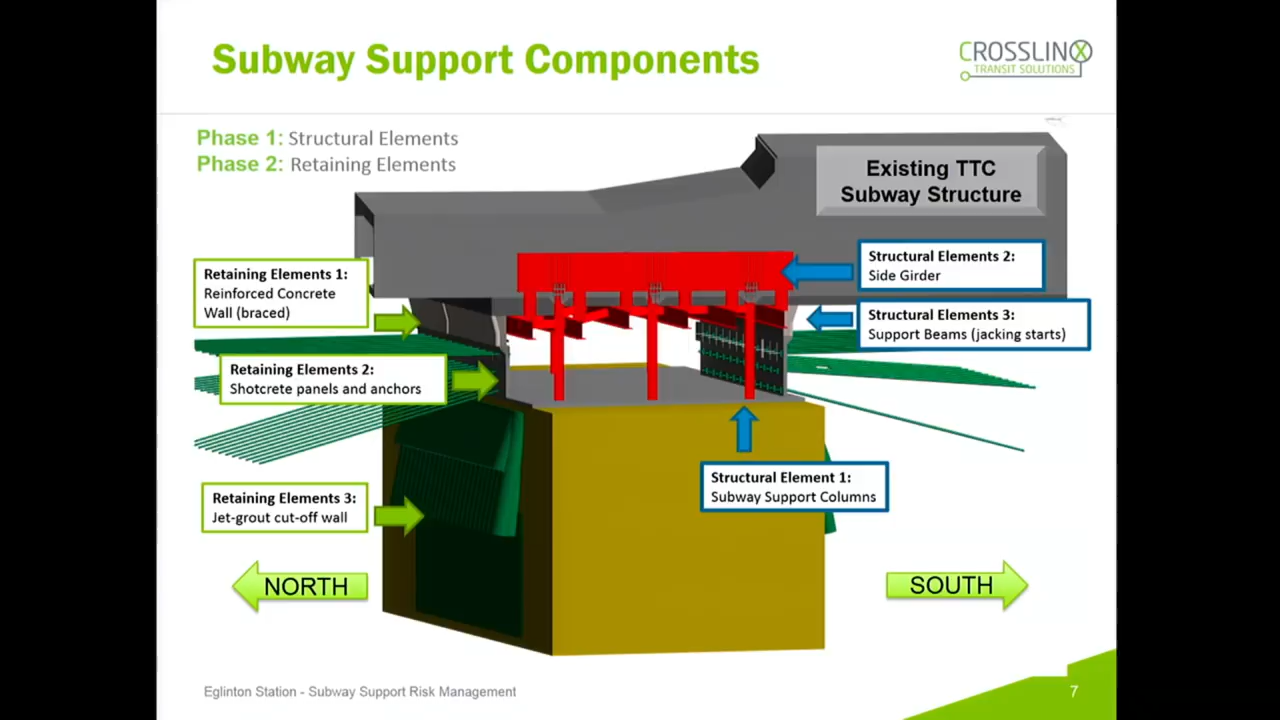 Subway Support Components
CROSSLINX
TRANSIT SOLUTIONS
Phase 1: Structural Elements
Phase 2: Retaining Elements
Existing TTC
Subway Structure
Retaining Elements 1:
Reinforced Concrete
Wall (braced)
Structural Elements 2:
Side Girder
Structural Elements 3:
Support Beams (jacking starts)
Retaining Elements 2:
Shotcrete panels and anchors
Structural Element 1:
Subway Support Columns
Retaining Elements 3:
Jet-grout cut-off wall
NORTH
SOUTH
Eglinton Station - Subway Support Risk Management
7